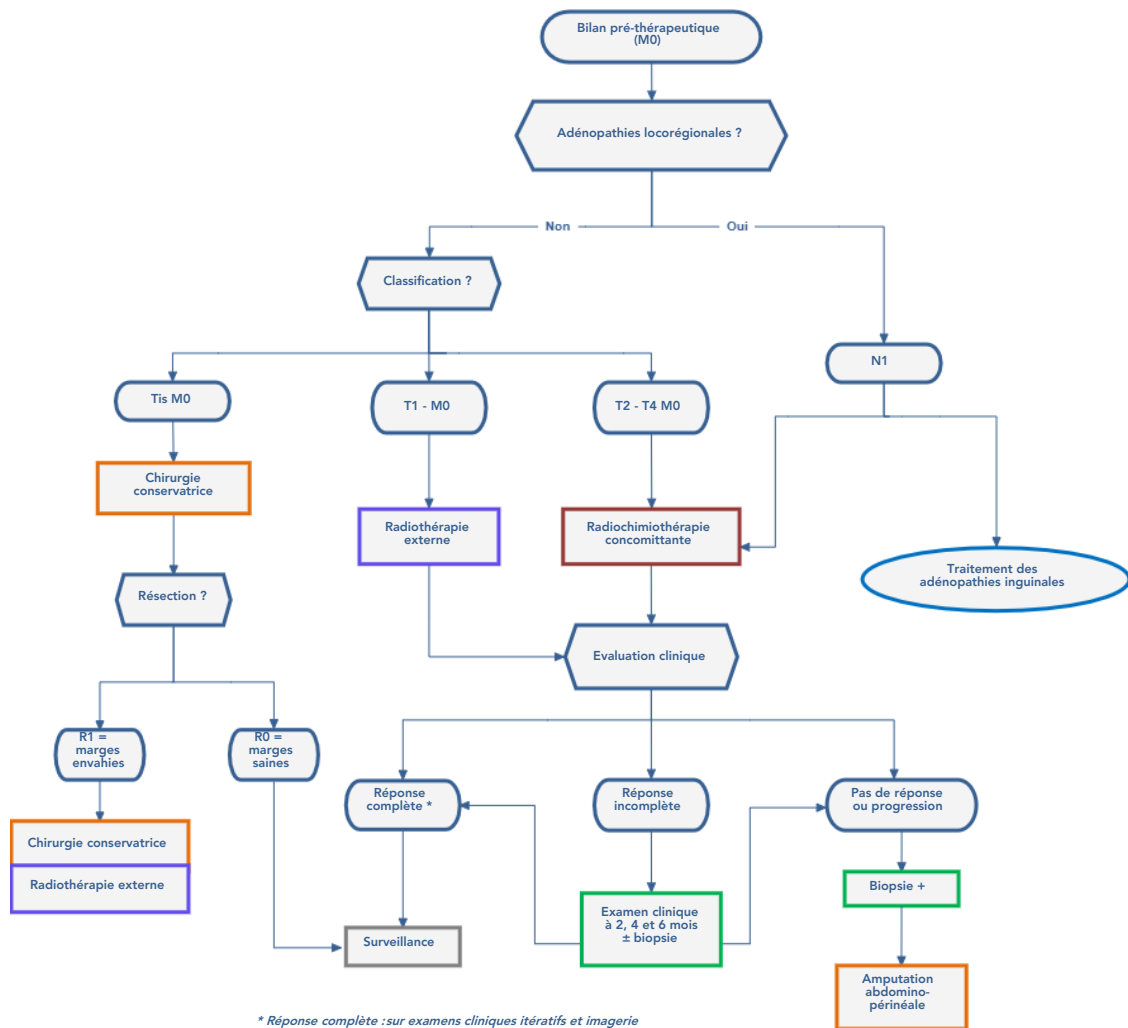 Bilan pré-thérapeutique
(M0)
Adénopathies locorégionales ?
Non
Oui
Classification ?
N1
Tis M0
T1 - M0
T2 - T4 M0
Chirurgie
conservatrice
Radiothérapie
externe
Radiochimiothérapie
concomittante
Traitement des
adénopathies inguinales
Résection ?
Evaluation clinique
R1 =
marges
envahies
R0 =
marges
saines
Réponse
complète *
Réponse
incomplète
Pas de réponse
ou progression
Chirurgie conservatrice
Radiothérapie externe
Biopsie +
Examen clinique
à 2, 4 et 6 mois
± biopsie
Surveillance
Amputation
abdomino-
périnéale
* Réponse complète :sur examens cliniques itératifs et imagerie